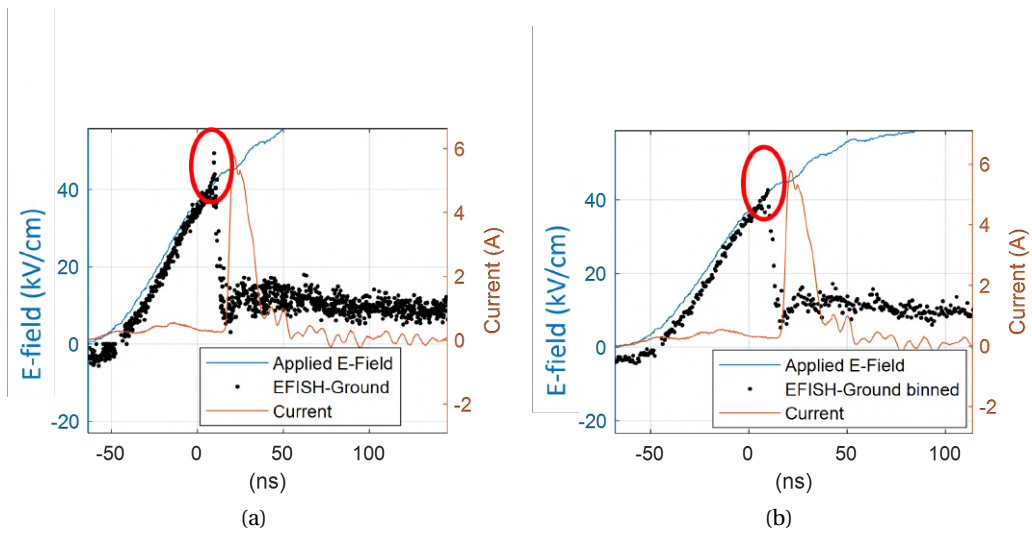 E-field (kV/cm)
40
20
0
-20
6
4
2
0
-2
Current (A)
Applied E-Field
EFISH-Ground
Current
-50
0
50
100
(ns)
(a)
E-field (kV/cm)
40
20
0
-20
6
4
2
0
-2
Current (A)
Applied E-Field
EFISH-Ground binned
Current
-50
0
50
100
(ns)
(b)